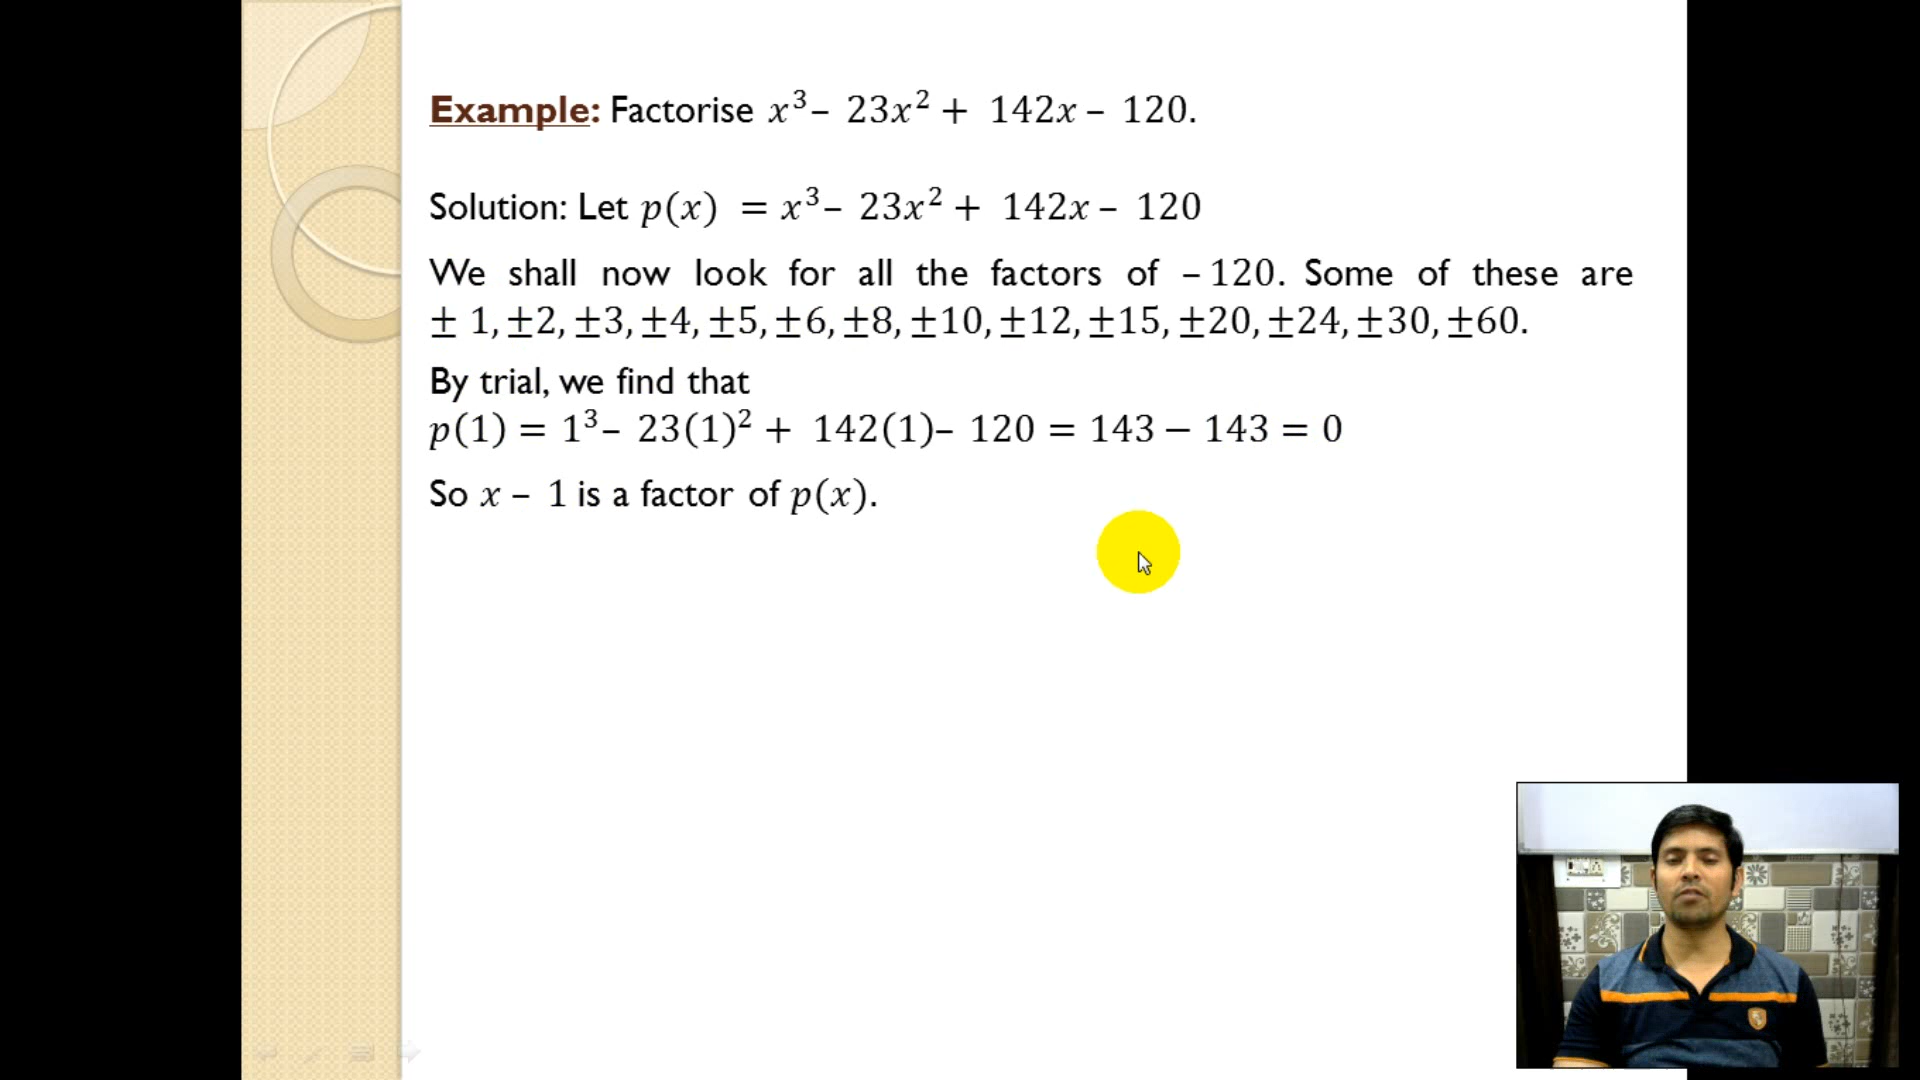 Example: Factorise x³– 23x² + 142x – 120.
Solution: Let p(x) = x³– 23x² + 142x – 120
We shall now look for all the factors of – 120. Some of these are
± 1, ±2, ±3, ±4, ±5, ±6, ±8, ±10, ±12, ±15, ±20, ±24, ±30, ±60.
By trial, we find that
p(1) = 1³– 23(1)² + 142(1)– 120 = 143 − 143 = 0
So x – 1 is a factor of p(x).